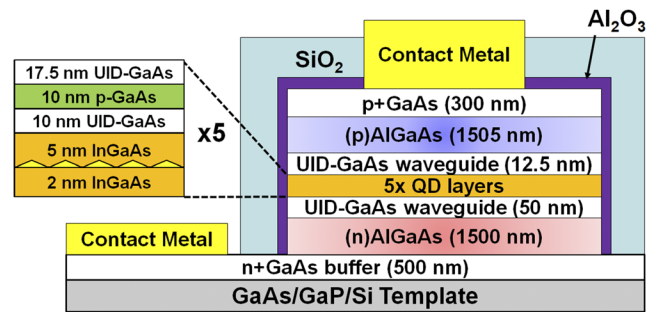 Al₂O₃
SiO₂
Contact Metal
17.5 nm UID-GaAs
10 nm p-GaAs
10 nm UID-GaAs
5 nm InGaAs
2 nm InGaAs
x5
p+GaAs (300 nm)
(p)AlGaAs (1505 nm)
UID-GaAs waveguide (12.5 nm)
5x QD layers
UID-GaAs waveguide (50 nm)
(n)AlGaAs (1500 nm)
Contact Metal
n+GaAs buffer (500 nm)
GaAs/GaP/Si Template